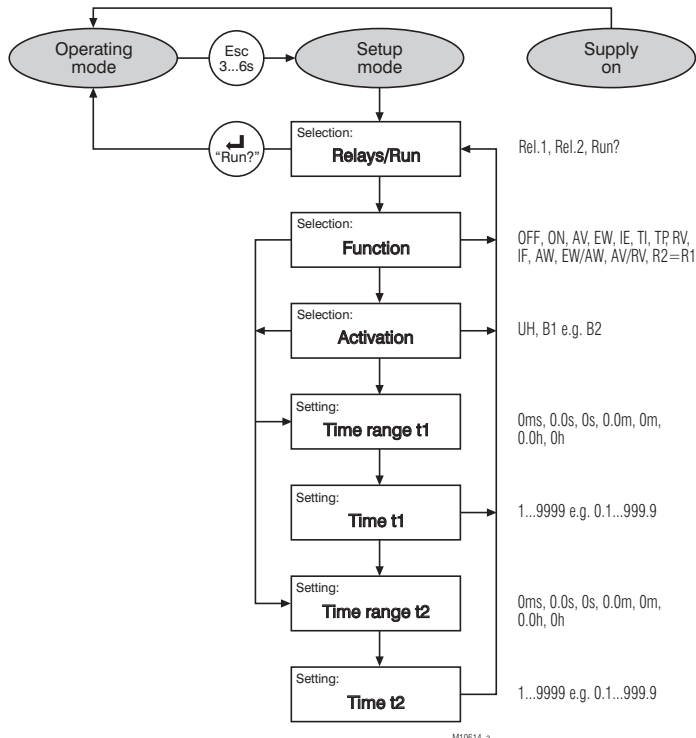 Operating
mode
Esc
3...6s
Setup
mode
Supply
on
"Run?"
Selection:
Relays/Run
Rel.1, Rel.2, Run?
Selection:
Function
OFF, ON, AV, EW, IE, TI, TP, RV,
IF, AW, EW/AW, AV/RV, R2=R1
Selection:
Activation
UH, B1 e.g. B2
Setting:
Time range t1
0ms, 0.0s, 0s, 0.0m, 0m,
0.0h, 0h
Setting:
Time t1
1...9999 e.g. 0.1...999.9
Setting:
Time range t2
0ms, 0.0s, 0s, 0.0m, 0m,
0.0h, 0h
Setting:
Time t2
1...9999 e.g. 0.1...999.9
M10614_a